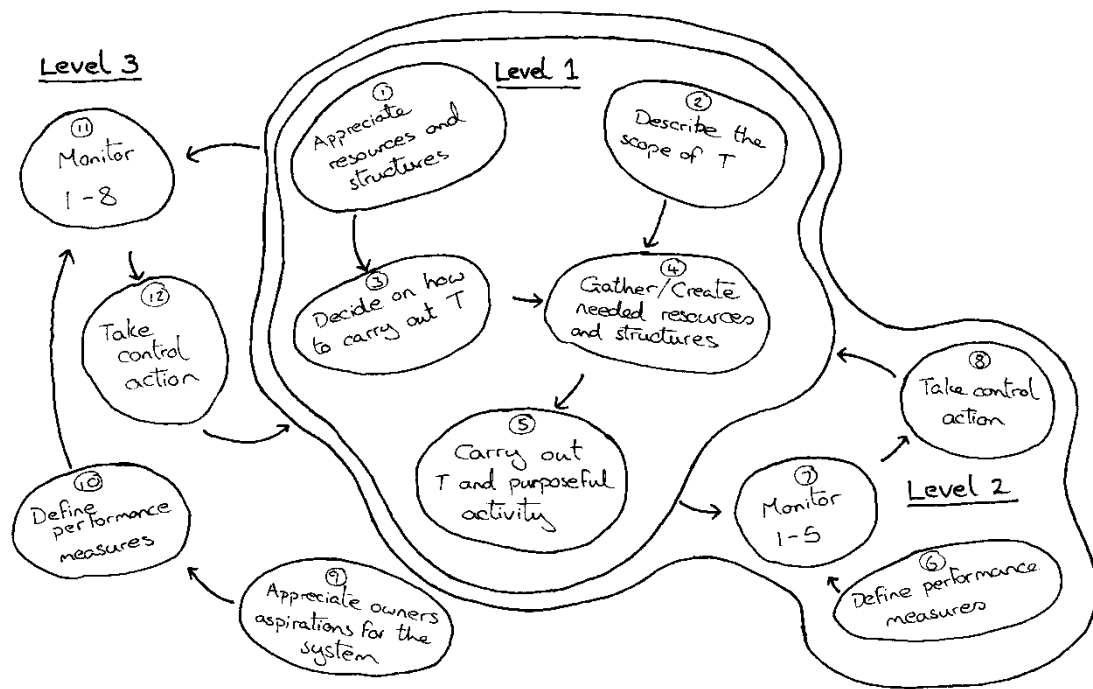 Level 3
Level 1
①
Appreciate
resources and
structures
②
Describe the
scope of T
③
Decide on how
to carry out T
④
Gather/Create
needed resources
and structures
⑤
Carry out
T and purposeful
activity
Level 2
⑥
Define performance
measures
⑦
Monitor
1-5
⑧
Take control
action
⑨
Appreciate owners
aspirations for the
system
⑩
Define
performance
measures
⑪
Monitor
1-8
⑫
Take
control
action